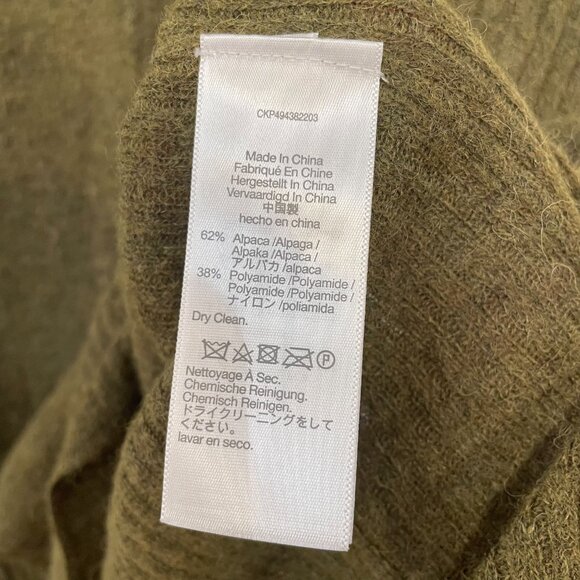 CKP494382203
Made In China
Fabriqué En Chine
Hergestellt In China
Vervaardigd In China
中国製
hecho en china
62% Alpaca /Alpaga /
Alpaka /Alpaca /
アルパカ /alpaca
38% Polyamide /Polyamide /
Polyamide /Polyamide /
ナイロン /poliamida
Dry Clean.
P
Nettoyage À Sec.
Chemische Reinigung.
Chemisch Reinigen.
ドライクリーニングをして
ください。
lavar en seco.